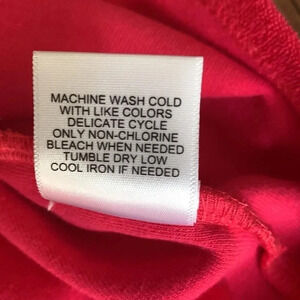 MACHINE WASH COLD
WITH LIKE COLORS
DELICATE CYCLE
ONLY NON-CHLORINE
BLEACH WHEN NEEDED
TUMBLE DRY LOW
COOL IRON IF NEEDED